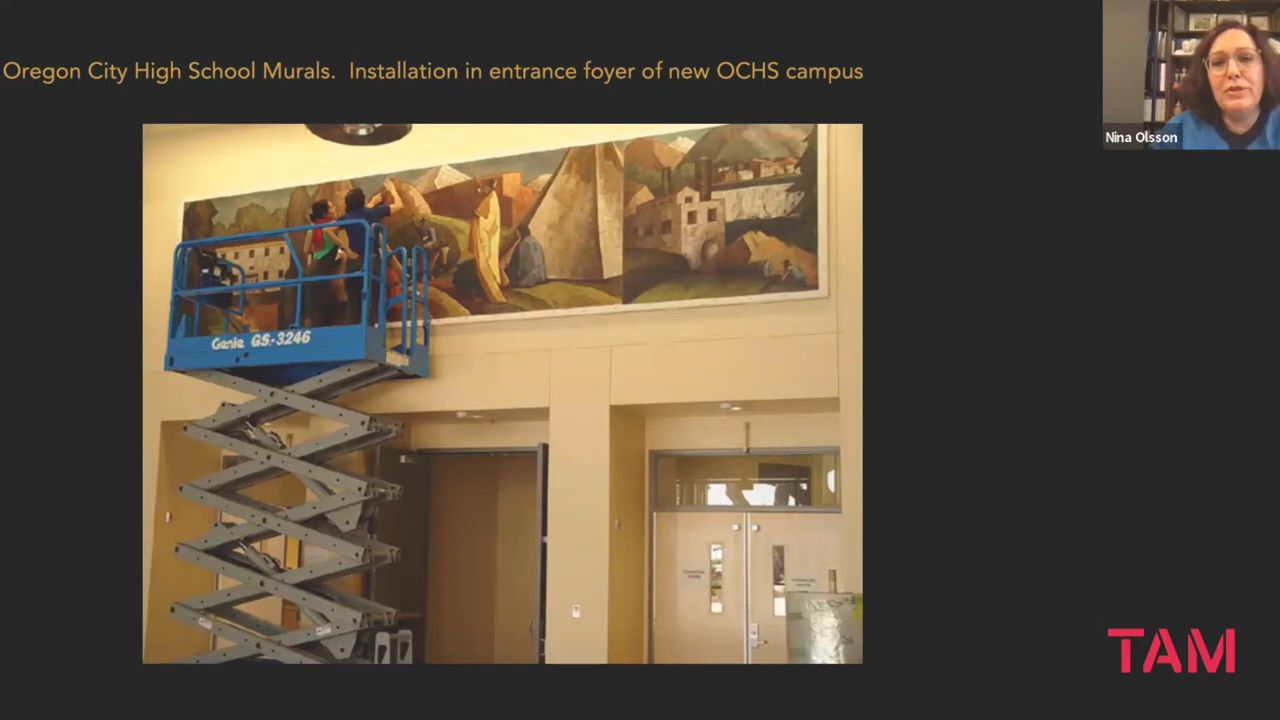 Oregon City High School Murals.  Installation in entrance foyer of new OCHS campus
Nina Olsson
Genie GS-3246
TAM